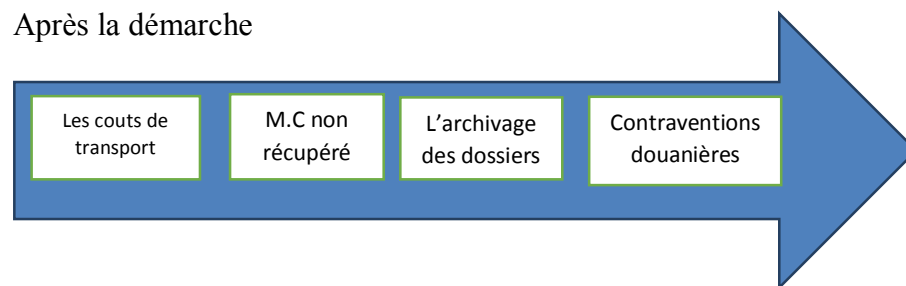 Après la démarche
Les couts de
transport
M.C non
récupéré
L’archivage
des dossiers
Contraventions
douanières